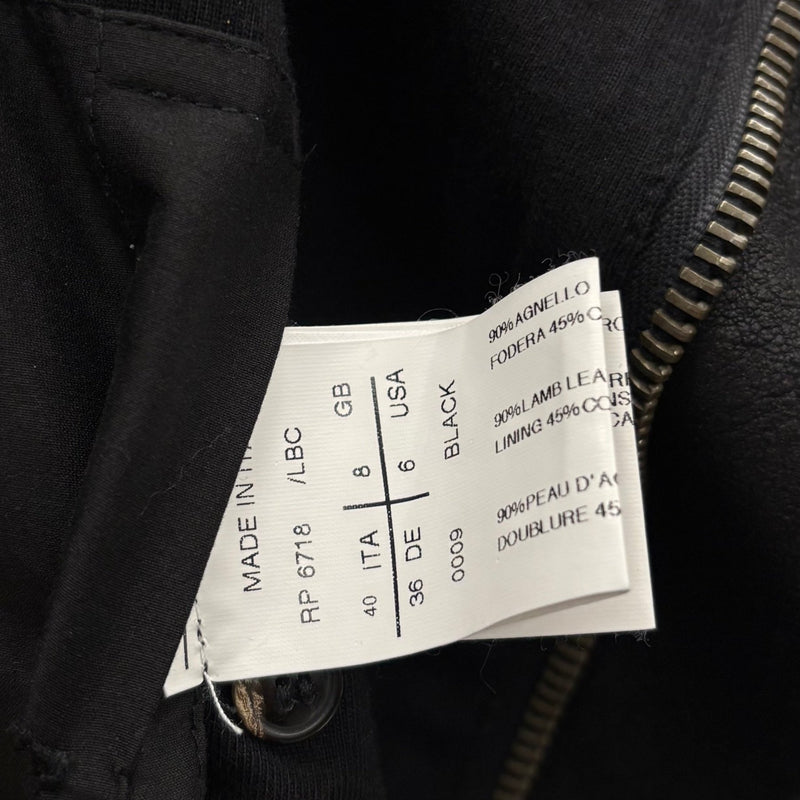 MADE IN
RP 6718 /LBC
40 ITA 8 GB
36 DE 6 USA
0009 BLACK
90% AGNELLO
FODERA 45%
90% LAMB
LINING 45%
90% PEAU
DOUBLURE 45